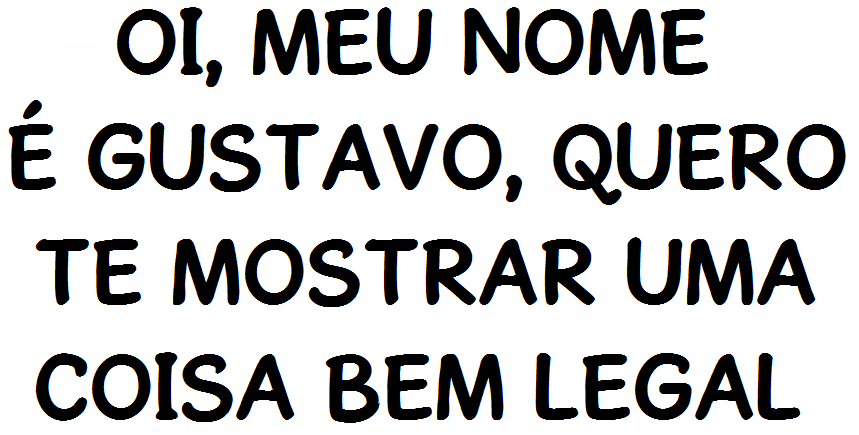 OI, MEU NOME
É GUSTAVO, QUERO
TE MOSTRAR UMA
COISA BEM LEGAL